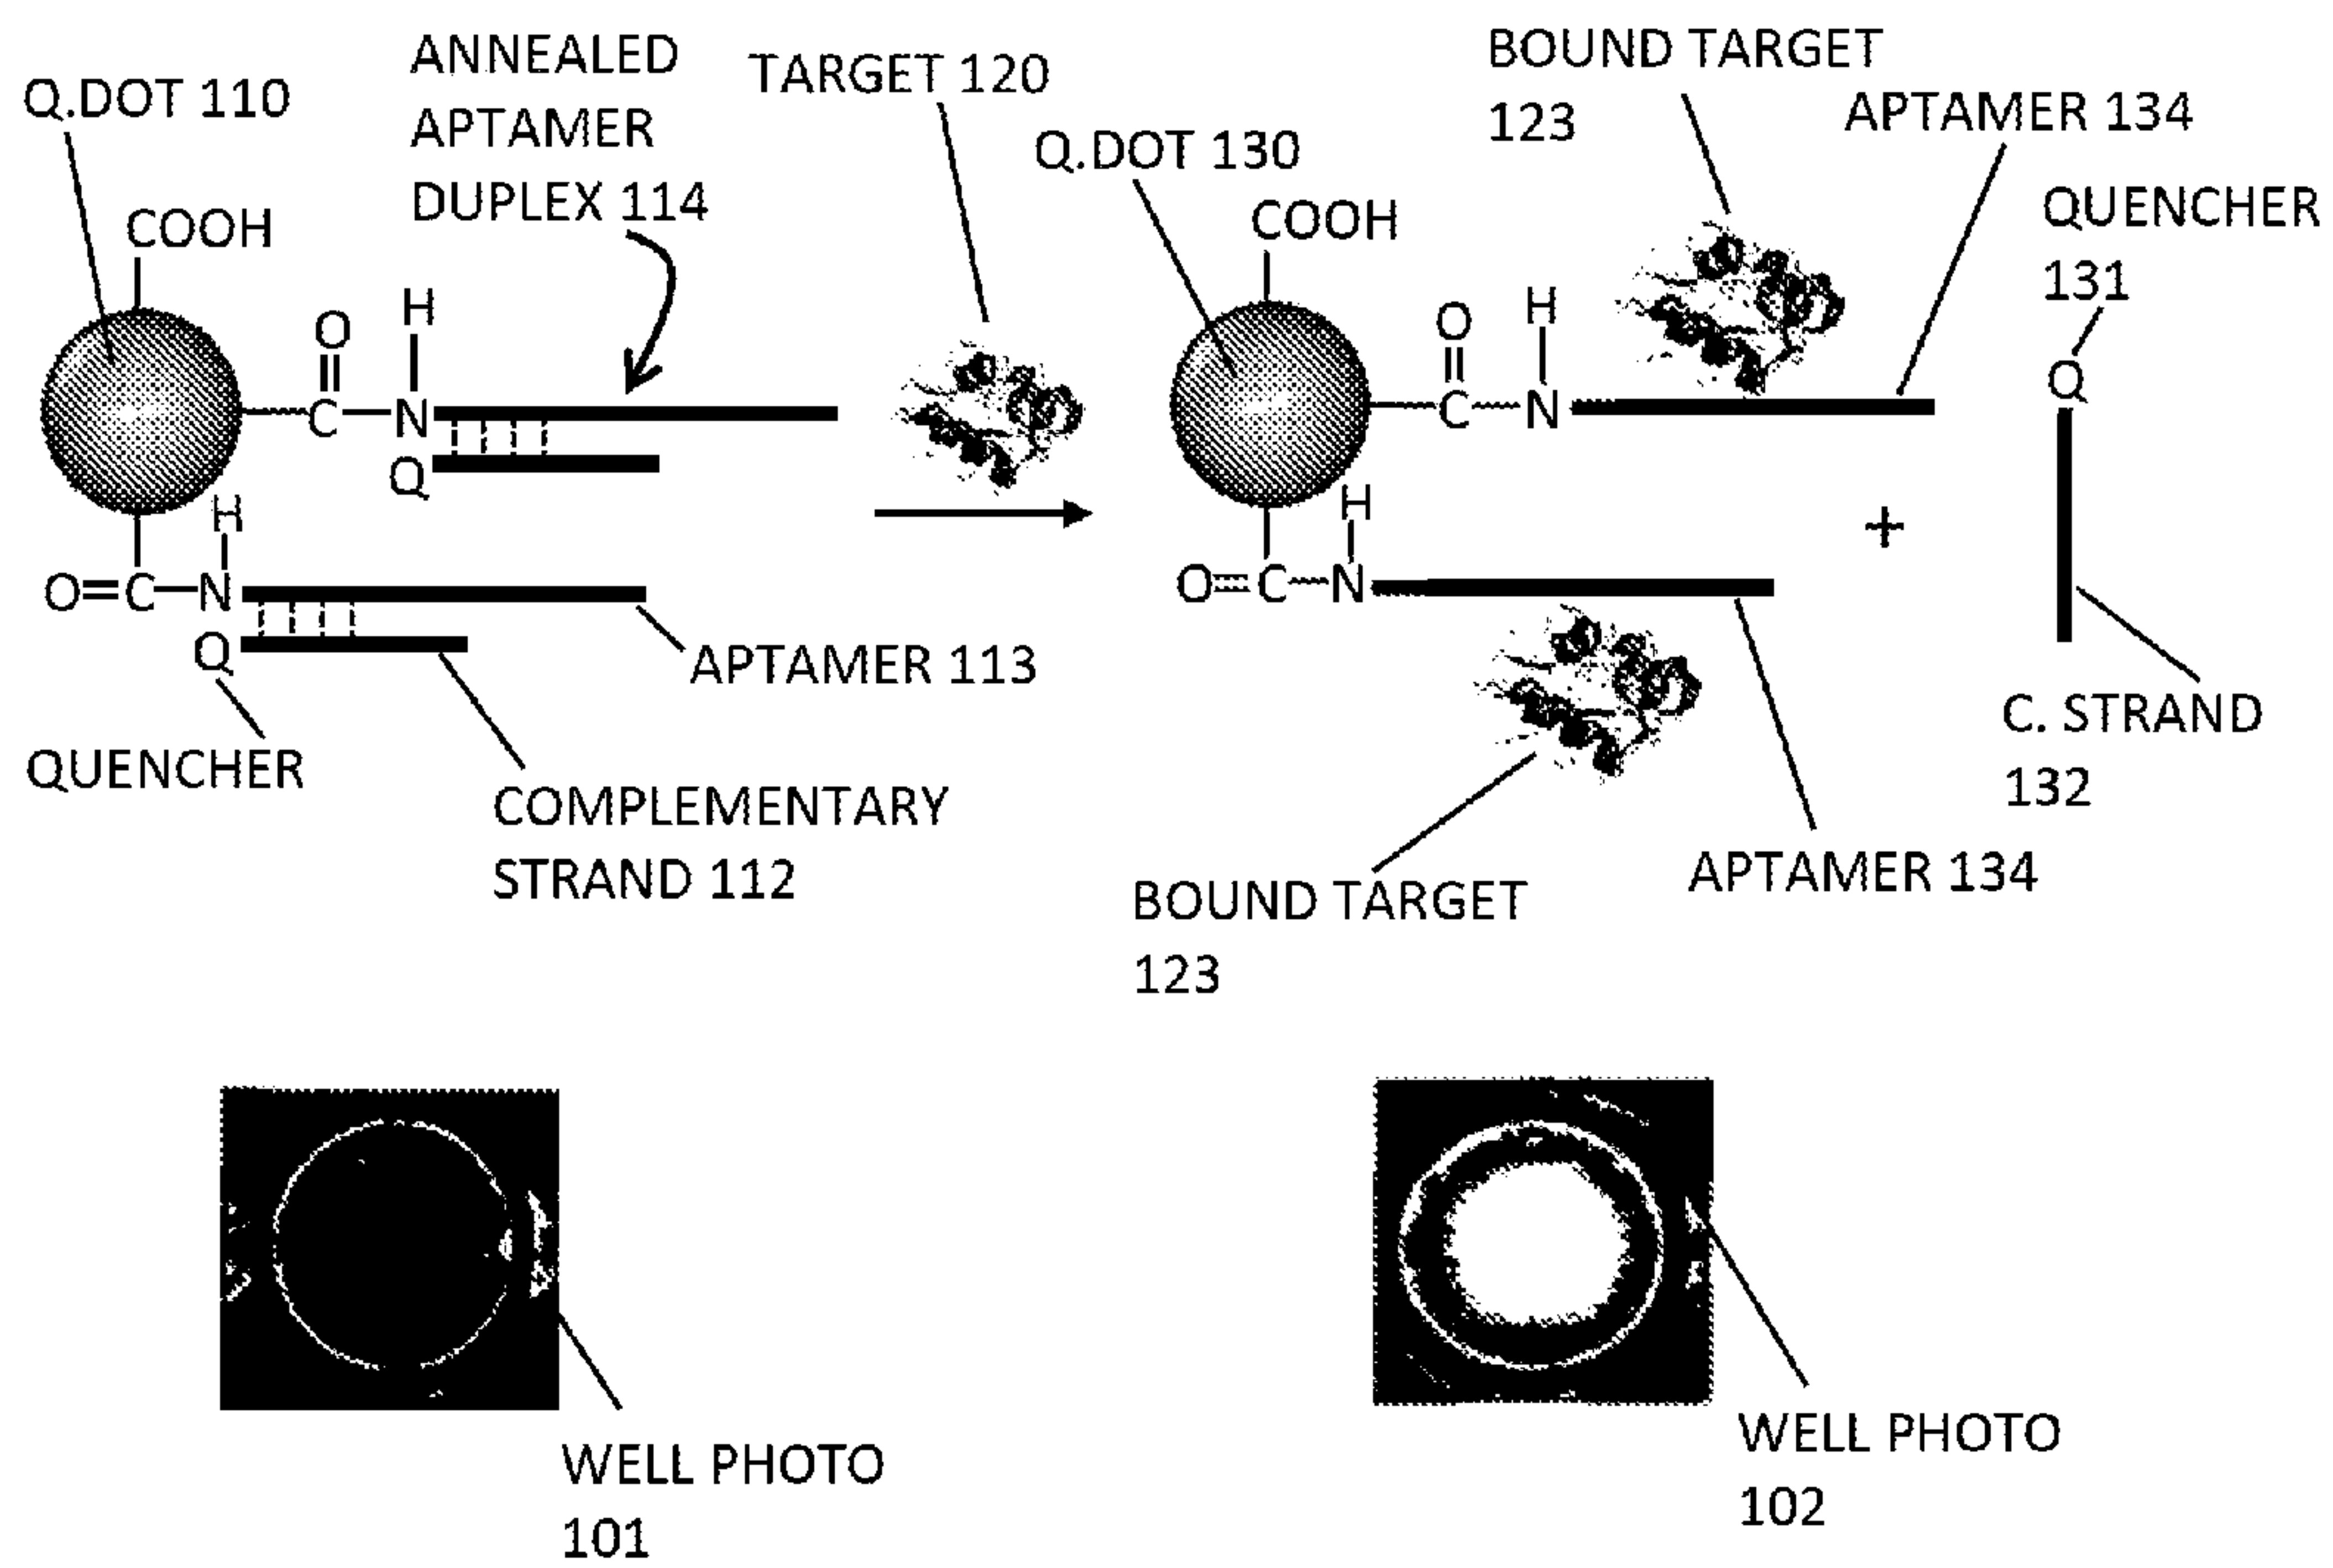 ANNEALED
APTAMER
DUPLEX 114
Q.DOT 110
TARGET 120
COOH
O
H
C
N
Q
H
O
C
N
Q
APTAMER 113
QUENCHER
COMPLEMENTARY
STRAND 112
BOUND TARGET
123
APTAMER 134
Q.DOT 130
COOH
QUENCHER
131
O
H
C
N
Q
H
O
C
N
+
C. STRAND
132
APTAMER 134
BOUND TARGET
123
WELL PHOTO
101
WELL PHOTO
102